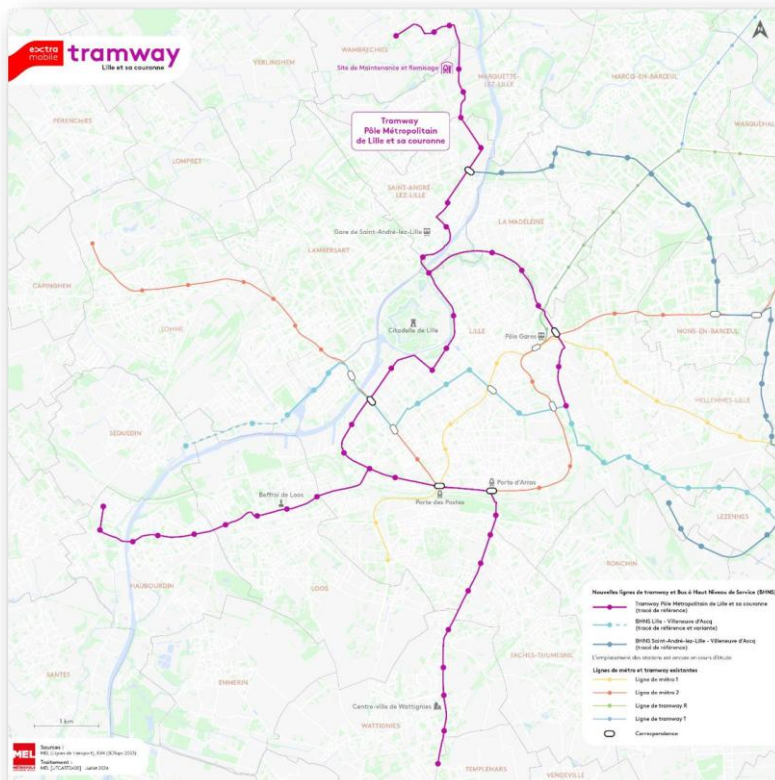 extra
mobile
tramway
Lille et sa couronne
WAMBRECHIES
VERLINGHEM
Site de Maintenance et Remisage
MARQUETTE-
LEZ-LILLE
MARCQ-EN-BARŒUL
WASQUEHAL
PÉRENCHIES
Tramway
Pôle Métropolitain
de Lille et sa couronne
LOMPRET
SAINT-ANDRÉ
LEZ-LILLE
LA MADELEINE
Gare de Saint-André-lez-Lille
LAMBERSART
CAPINGHEM
LOMME
Citadelle de Lille
LILLE
Pôle Gares
MONS-EN-BARŒUL
HELLEMMES-LILLE
SEQUEDIN
Beffroi de Loos
Porte des Postes
Porte d'Arras
LEZENNES
RONCHIN
HAUBOURDIN
LOOS
Nouvelles lignes de tramway et Bus à Haut Niveau de Service (BHNS)
Tramway Pôle Métropolitain de Lille et sa couronne
(tracé de référence)
BHNS Lille - Villeneuve d'Ascq
(tracé de référence et variante)
BHNS Saint-André-lez-Lille - Villeneuve d'Ascq
(tracé de référence)
L'emplacement des stations est encore en cours d'étude
FACHES-THUMESNIL
Lignes de métro et tramway existantes
Ligne de métro 1
Ligne de métro 2
Ligne de tramway R
Ligne de tramway T
Correspondance
SANTES
EMMERIN
Centre-ville de Wattignies
WATTIGNIES
1 km
TEMPLEMARS
VENDEVILLE
MEL
Sources :
Traitement :